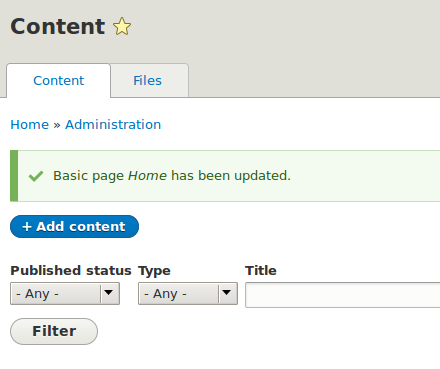 Content
Content Files
Home » Administration
Basic page Home has been updated.
+ Add content
Published status Type Title
- Any - - Any -
Filter